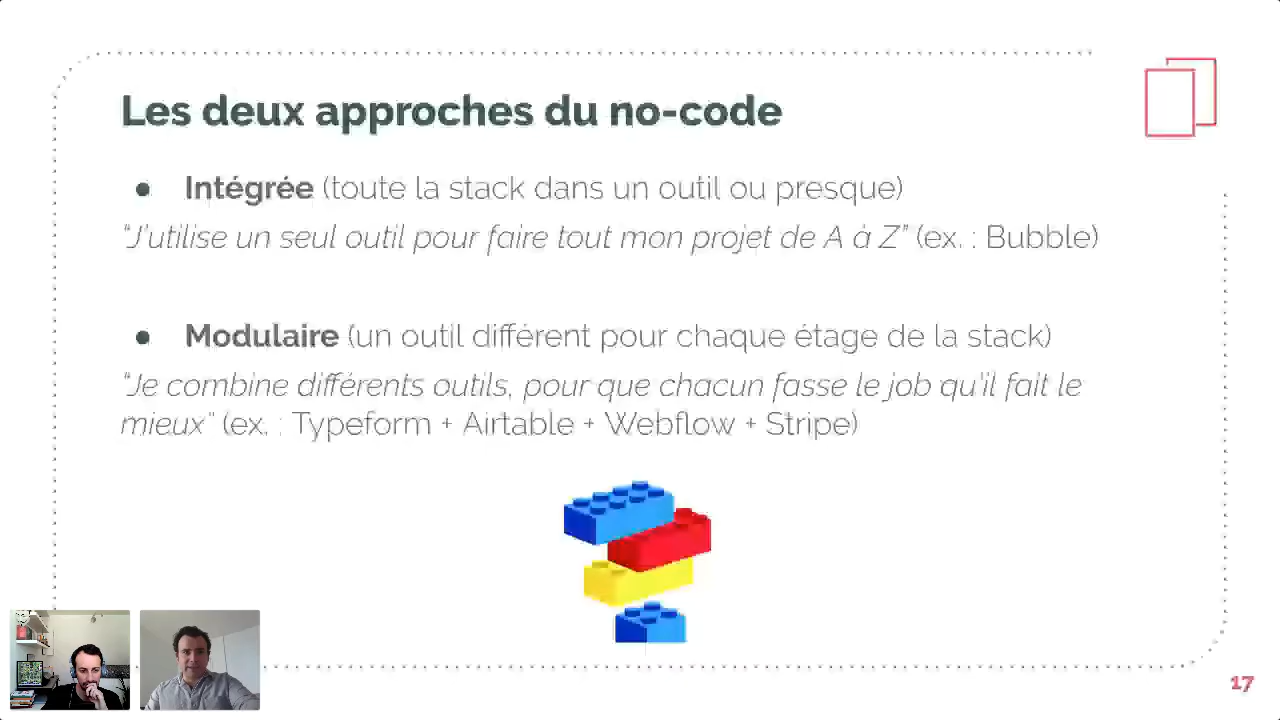 Les deux approches du no-code
● Intégrée (toute la stack dans un outil ou presque)
"J'utilise un seul outil pour faire tout mon projet de A à Z" (ex. : Bubble)
● Modulaire (un outil différent pour chaque étage de la stack)
"Je combine différents outils, pour que chacun fasse le job qu'il fait le
mieux" (ex. : Typeform + Airtable + Webflow + Stripe)
17